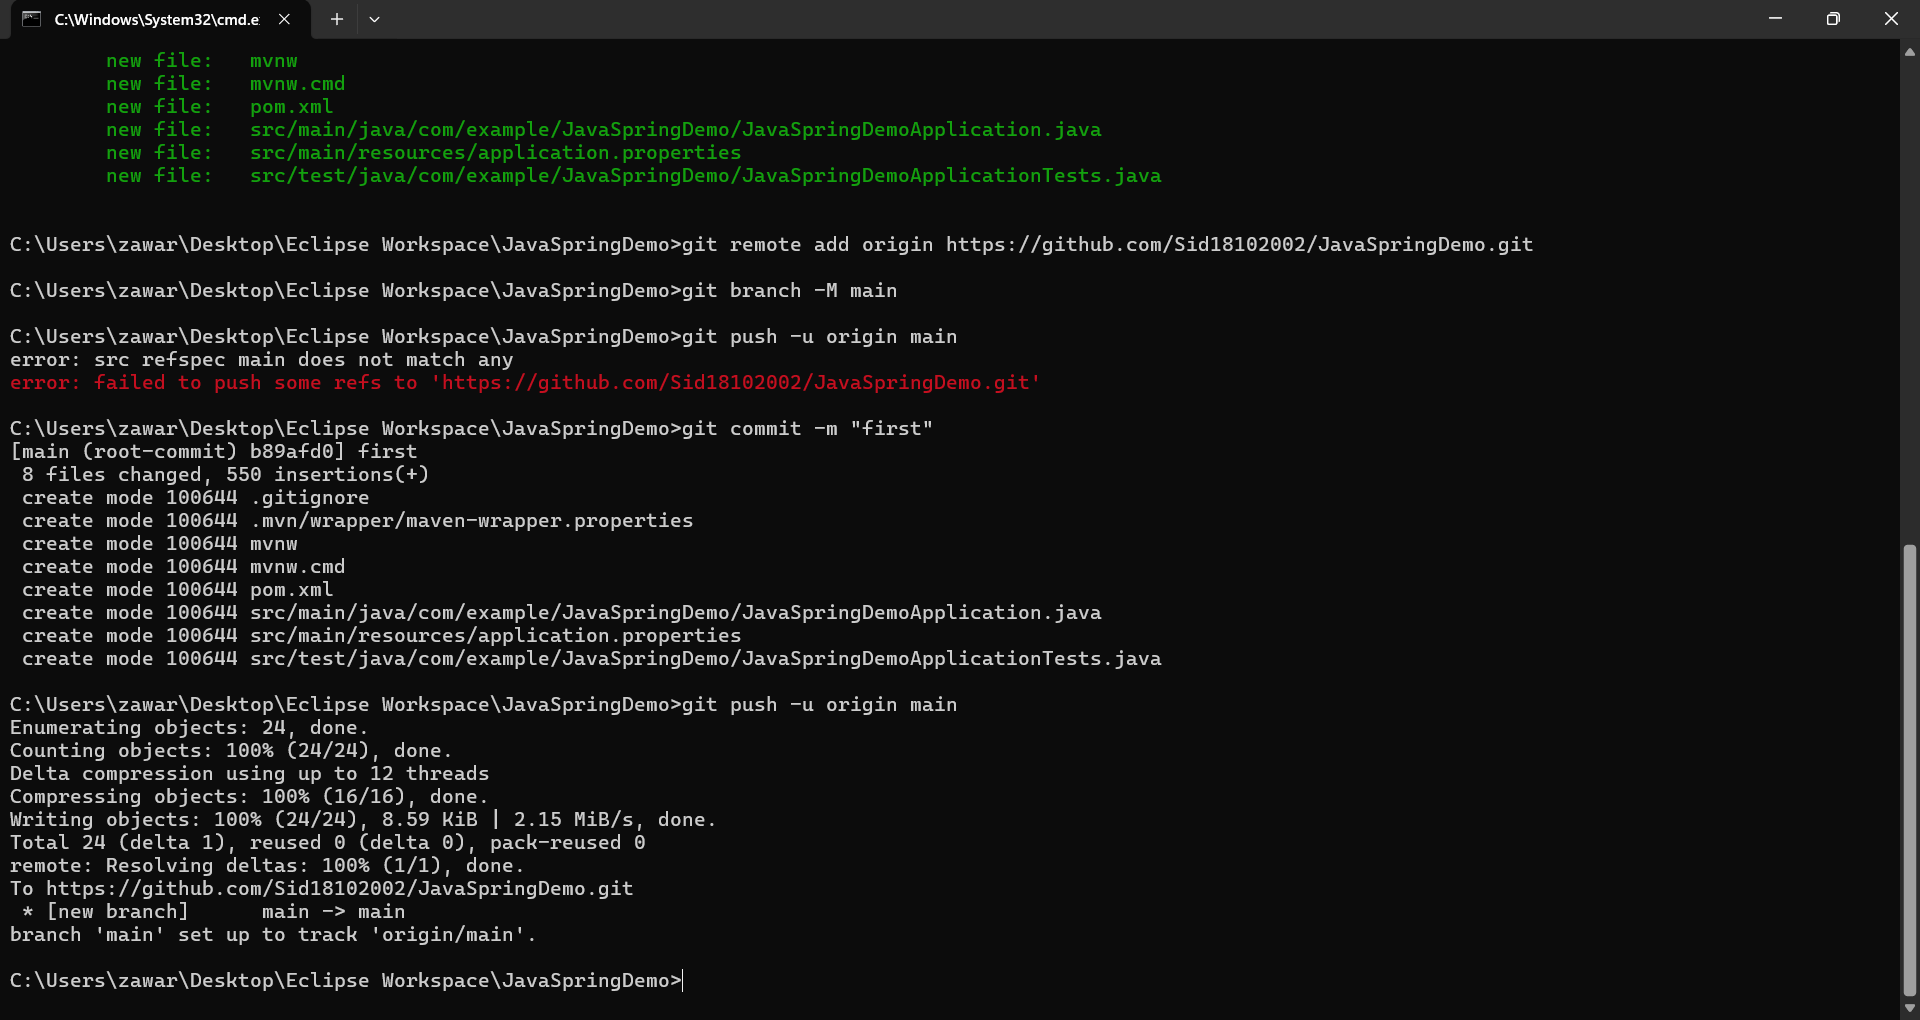 C:\Windows\System32\cmd.e
new file:   mvnw
new file:   mvnw.cmd
new file:   pom.xml
new file:   src/main/java/com/example/JavaSpringDemo/JavaSpringDemoApplication.java
new file:   src/main/resources/application.properties
new file:   src/test/java/com/example/JavaSpringDemo/JavaSpringDemoApplicationTests.java
C:\Users\zawar\Desktop\Eclipse Workspace\JavaSpringDemo>git remote add origin https://github.com/Sid18102002/JavaSpringDemo.git
C:\Users\zawar\Desktop\Eclipse Workspace\JavaSpringDemo>git branch -M main
C:\Users\zawar\Desktop\Eclipse Workspace\JavaSpringDemo>git push -u origin main
error: src refspec main does not match any
error: failed to push some refs to 'https://github.com/Sid18102002/JavaSpringDemo.git'
C:\Users\zawar\Desktop\Eclipse Workspace\JavaSpringDemo>git commit -m "first"
[main (root-commit) b89afd0] first
 8 files changed, 550 insertions(+)
 create mode 100644 .gitignore
 create mode 100644 .mvn/wrapper/maven-wrapper.properties
 create mode 100644 mvnw
 create mode 100644 mvnw.cmd
 create mode 100644 pom.xml
 create mode 100644 src/main/java/com/example/JavaSpringDemo/JavaSpringDemoApplication.java
 create mode 100644 src/main/resources/application.properties
 create mode 100644 src/test/java/com/example/JavaSpringDemo/JavaSpringDemoApplicationTests.java
C:\Users\zawar\Desktop\Eclipse Workspace\JavaSpringDemo>git push -u origin main
Enumerating objects: 24, done.
Counting objects: 100% (24/24), done.
Delta compression using up to 12 threads
Compressing objects: 100% (16/16), done.
Writing objects: 100% (24/24), 8.59 KiB | 2.15 MiB/s, done.
Total 24 (delta 1), reused 0 (delta 0), pack-reused 0
remote: Resolving deltas: 100% (1/1), done.
To https://github.com/Sid18102002/JavaSpringDemo.git
 * [new branch]      main -> main
branch 'main' set up to track 'origin/main'.
C:\Users\zawar\Desktop\Eclipse Workspace\JavaSpringDemo>